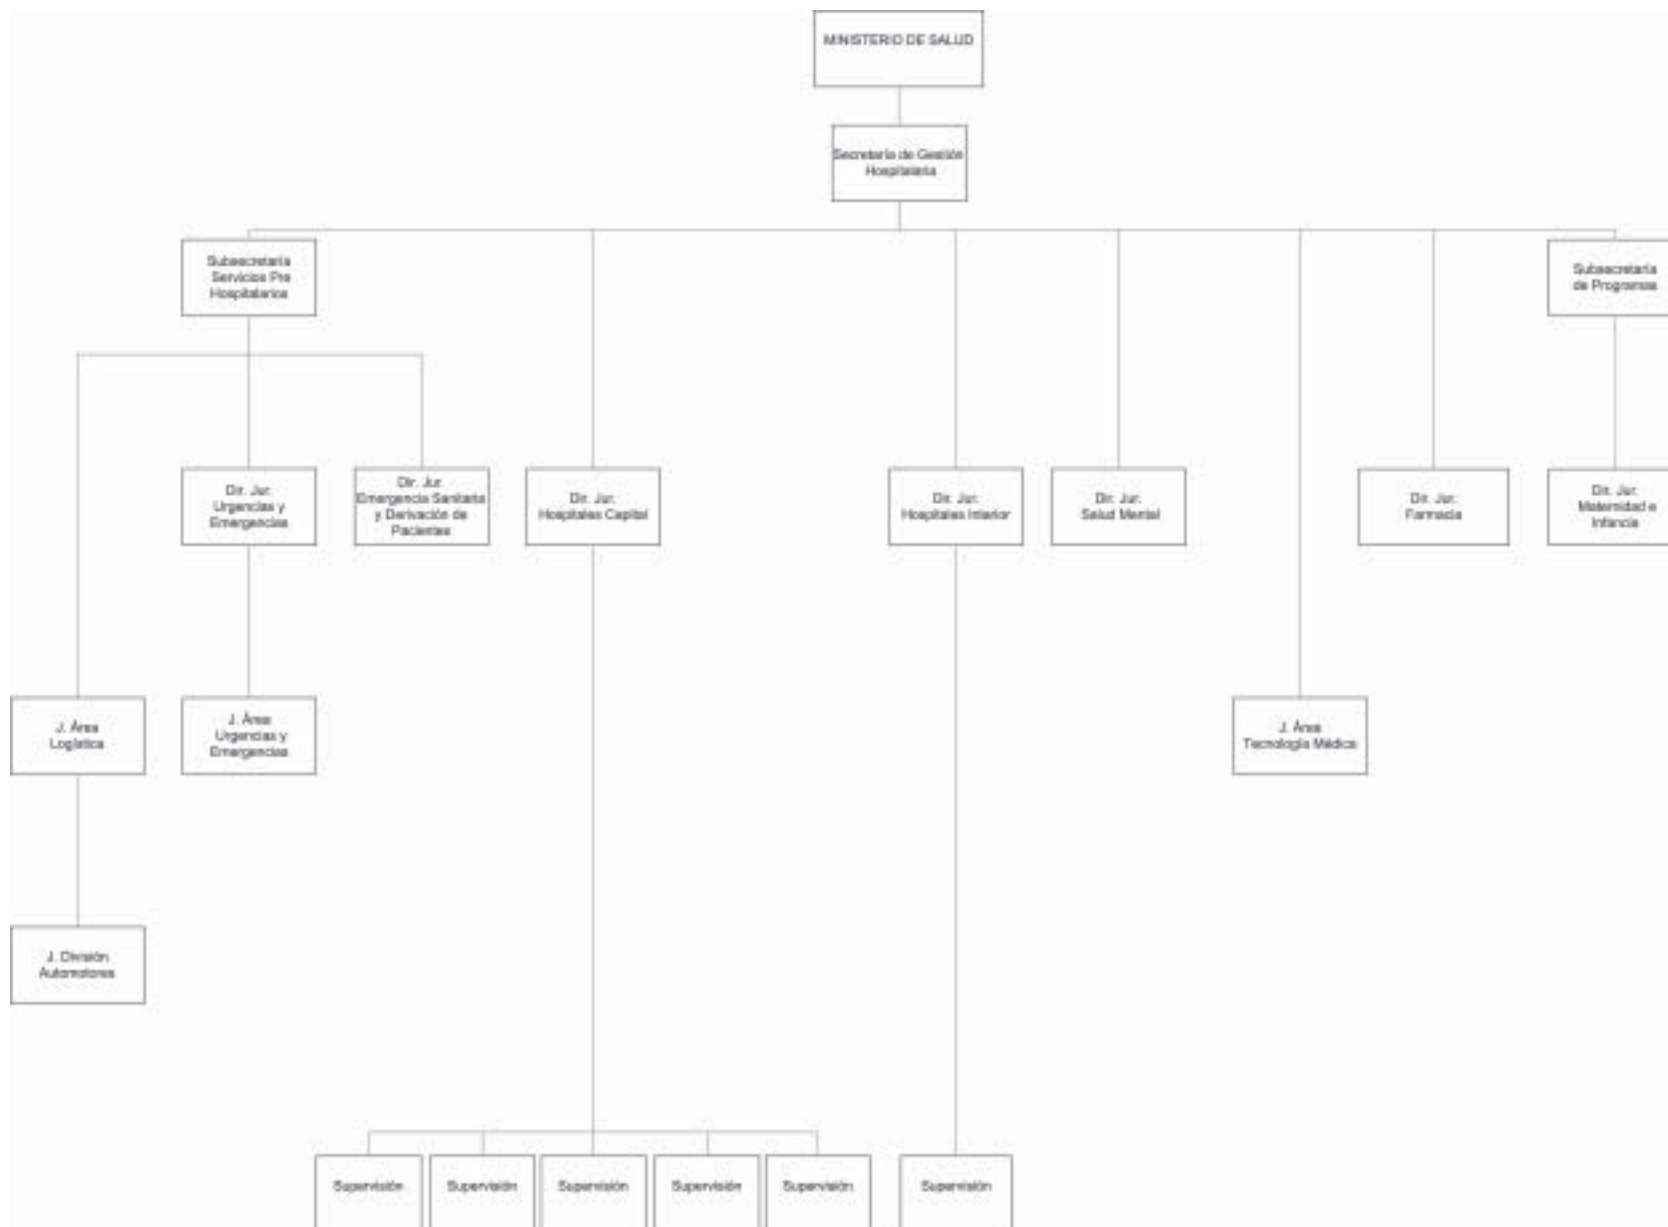 MINISTERIO DE SALUD
Secretaría de Gestión
Hospitalaria
Subsecretaría
Servicios Pre
Hospitalarios
Subsecretaría
de Programas
Dir. Jur.
Urgencias y
Emergencias
Dir. Jur.
Emergencia Sanitaria
y Derivación de
Pacientes
Dir. Jur.
Hospitales Capital
Dir. Jur.
Hospitales Interior
Dir. Jur.
Salud Mental
Dir. Jur.
Farmacia
Dir. Jur.
Maternidad e
Infancia
J. Área
Logística
J. Área
Urgencias y
Emergencias
J. Área
Tecnología Médica
J. División
Automotores
Supervisión
Supervisión
Supervisión
Supervisión
Supervisión
Supervisión